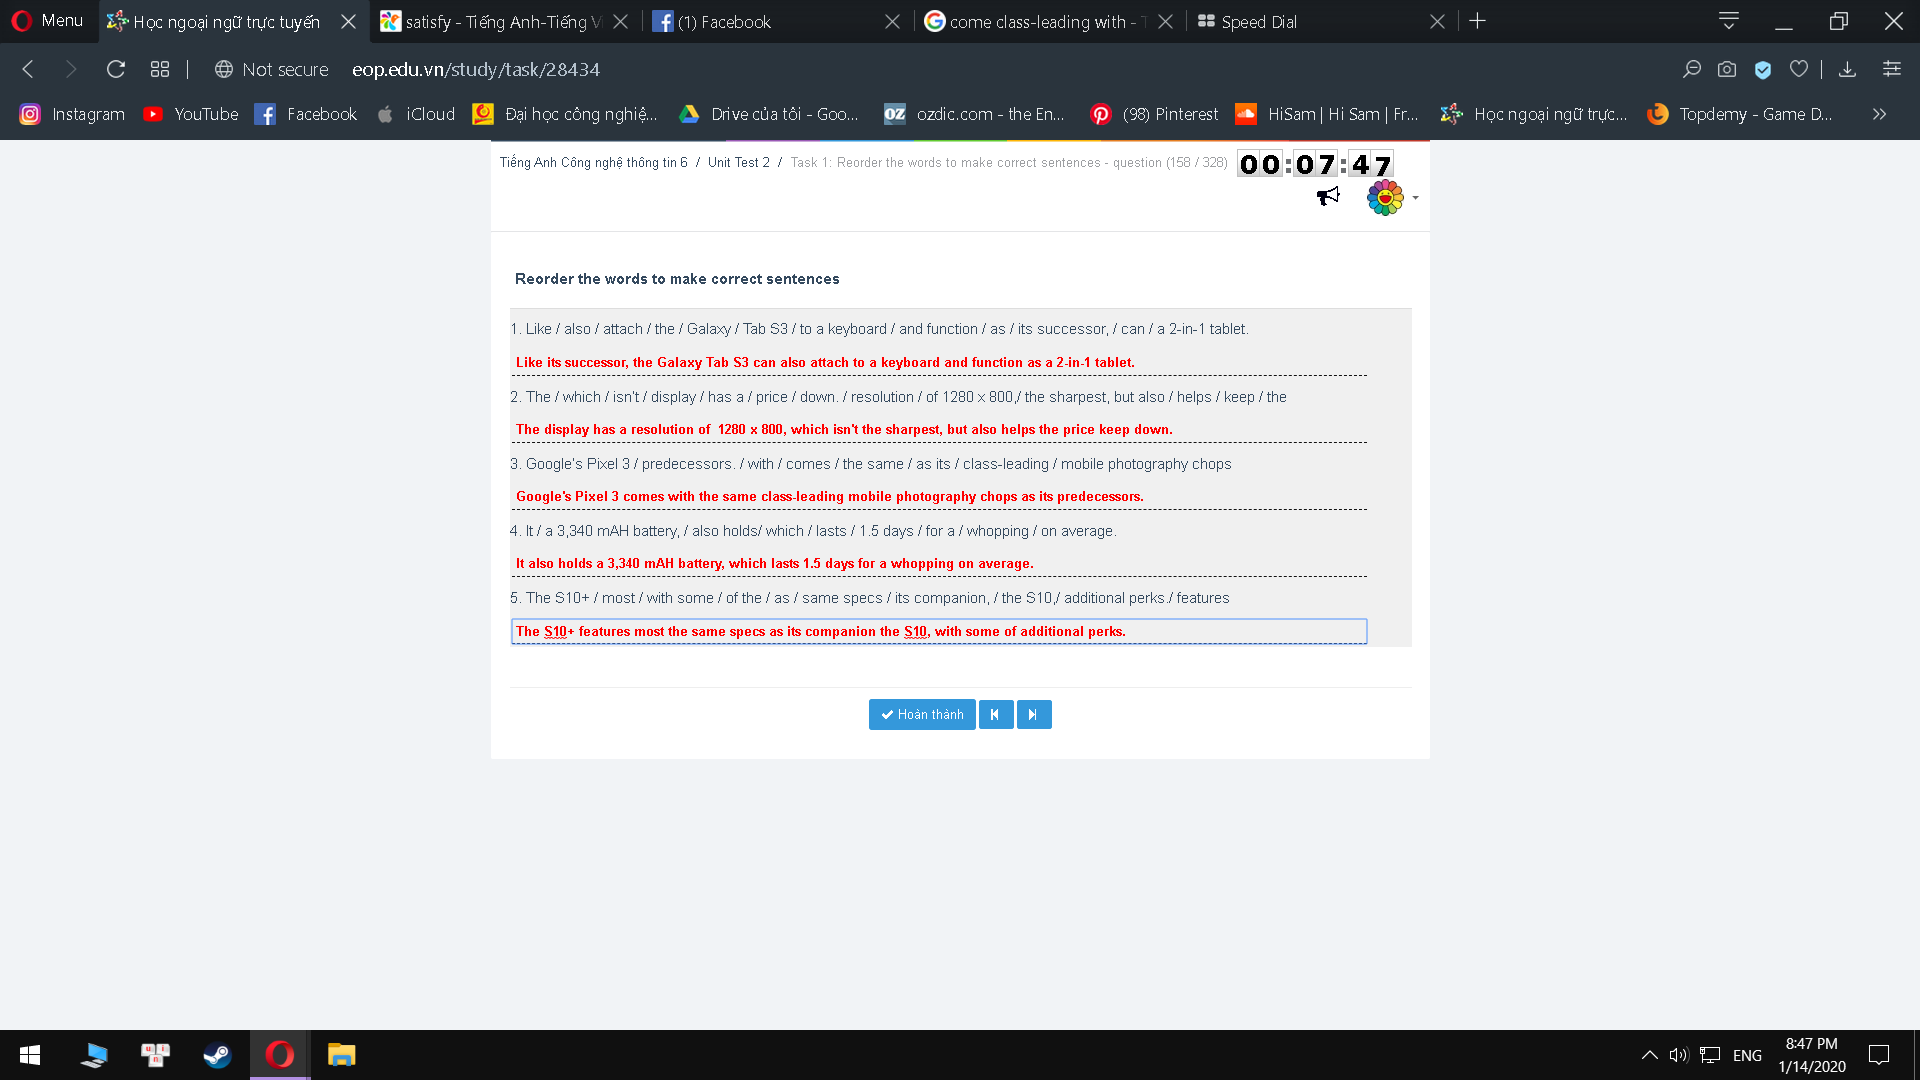 Menu
Học ngoại ngữ trực tuyến
satisfy - Tiếng Anh-Tiếng V
(1) Facebook
come class-leading with - T
Speed Dial
Not secure
eop.edu.vn/study/task/28434
Instagram
YouTube
Facebook
iCloud
Đại học công nghiệ...
Drive của tôi - Goo...
oz
ozdic.com - the En...
(98) Pinterest
HiSam | Hi Sam | Fr...
Học ngoại ngữ trực...
Topdemy - Game D...
Tiếng Anh Công nghệ thông tin 6 / Unit Test 2 / Task 1: Reorder the words to make correct sentences - question (158 / 328)
00:07:47
Reorder the words to make correct sentences
1. Like / also / attach / the / Galaxy / Tab S3 / to a keyboard / and function / as / its successor, / can / a 2-in-1 tablet.
Like its successor, the Galaxy Tab S3 can also attach to a keyboard and function as a 2-in-1 tablet.
2. The / which / isn't / display / has a / price / down. / resolution / of 1280 x 800,/ the sharpest, but also / helps / keep / the
The display has a resolution of  1280 x 800, which isn't the sharpest, but also helps the price keep down.
3. Google's Pixel 3 / predecessors. / with / comes / the same / as its / class-leading / mobile photography chops
Google's Pixel 3 comes with the same class-leading mobile photography chops as its predecessors.
4. It / a 3,340 mAH battery, / also holds/ which / lasts / 1.5 days / for a / whopping / on average.
It also holds a 3,340 mAH battery, which lasts 1.5 days for a whopping on average.
5. The S10+ / most / with some / of the / as / same specs / its companion, / the S10,/ additional perks./ features
The S10+ features most the same specs as its companion the S10, with some of additional perks.
Hoàn thành
ENG
8:47 PM
1/14/2020